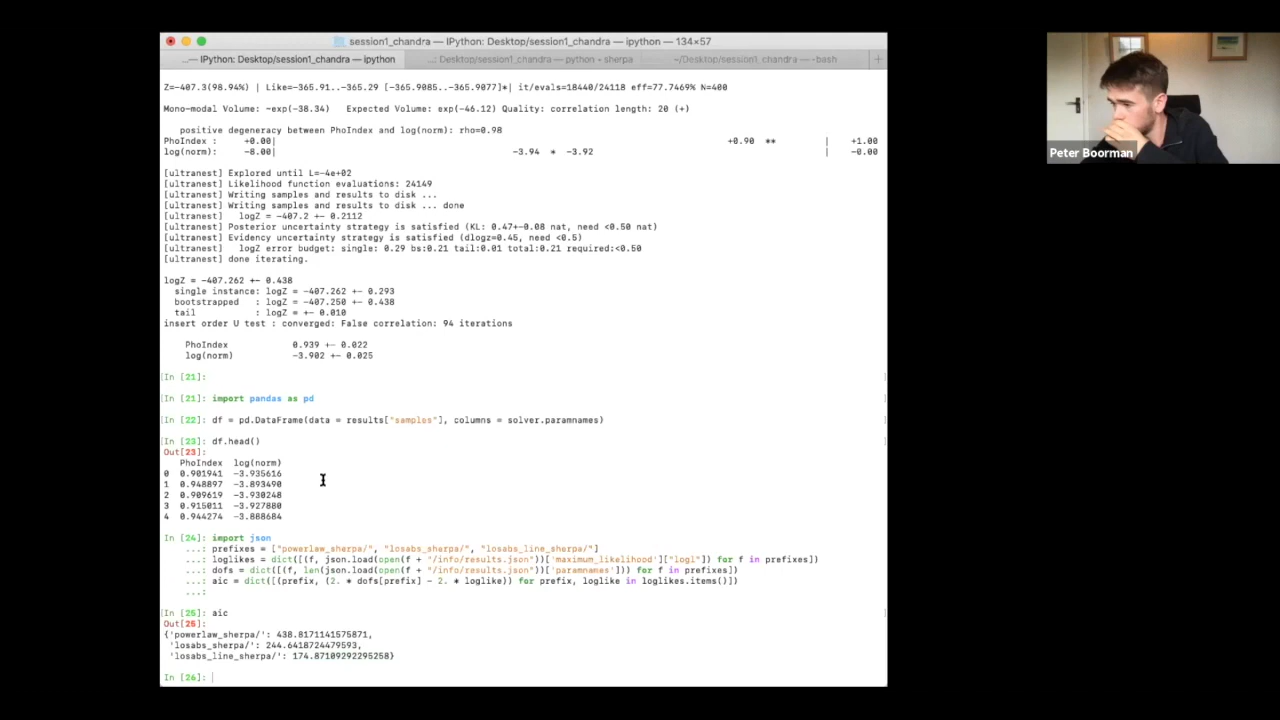 session1_chandra — IPython: Desktop/session1_chandra — ipython — 134×57
...— IPython: Desktop/session1_chandra — ipython
...: Desktop/session1_chandra — python ◂ sherpa
~/Desktop/session1_chandra — -bash
+
Z=-407.3(98.94%) | Like=-365.91..-365.29 [-365.9085..-365.9077]*| it/evals=18440/24118 eff=77.7469% N=400
Mono-modal Volume: ~exp(-38.34)   Expected Volume: exp(-46.12) Quality: correlation length: 20 (+)
positive degeneracy between PhoIndex and log(norm): rho=0.98
PhoIndex :     +0.00|     +0.90  **     |    +1.00
log(norm):     -8.00|     -3.94  *  -3.92     |    -0.00
[ultranest] Explored until L=-4e+02
[ultranest] Likelihood function evaluations: 24149
[ultranest] Writing samples and results to disk ...
[ultranest] Writing samples and results to disk ... done
[ultranest]   logZ = -407.2 +- 0.2112
[ultranest] Posterior uncertainty strategy is satisfied (KL: 0.47+-0.08 nat, need <0.50 nat)
[ultranest] Evidency uncertainty strategy is satisfied (dlogz=0.45, need <0.5)
[ultranest]   logZ error budget: single: 0.29 bs:0.21 tail:0.01 total:0.21 required:<0.50
[ultranest] done iterating.
logZ = -407.262 +- 0.438
single instance: logZ = -407.262 +- 0.293
bootstrapped   : logZ = -407.250 +- 0.438
tail           : logZ = +- 0.010
insert order U test : converged: False correlation: 94 iterations
PhoIndex            0.939 +- 0.022
log(norm)           -3.902 +- 0.025
In [21]:
In [21]: import pandas as pd
In [22]: df = pd.DataFrame(data = results["samples"], columns = solver.paramnames)
In [23]: df.head()
Out[23]:
PhoIndex  log(norm)
0  0.901941  -3.935616
1  0.948897  -3.893490
2  0.909619  -3.930248
3  0.915011  -3.927880
4  0.944274  -3.888684
In [24]: import json
...: prefixes = ["powerlaw_sherpa/", "losabs_sherpa/", "losabs_line_sherpa/"]
...: loglikes = dict([(f, json.load(open(f + "/info/results.json"))['maximum_likelihood']["logl"]) for f in prefixes])
...: dofs = dict([(f, len(json.load(open(f + "/info/results.json"))['paramnames'])) for f in prefixes])
...: aic = dict([(prefix, (2. * dofs[prefix] - 2. * loglike)) for prefix, loglike in loglikes.items()])
...:
In [25]: aic
Out[25]:
{'powerlaw_sherpa/': 438.8171141575871,
'losabs_sherpa/': 244.6418724479593,
'losabs_line_sherpa/': 174.87109292295258}
In [26]:
Peter Boorman